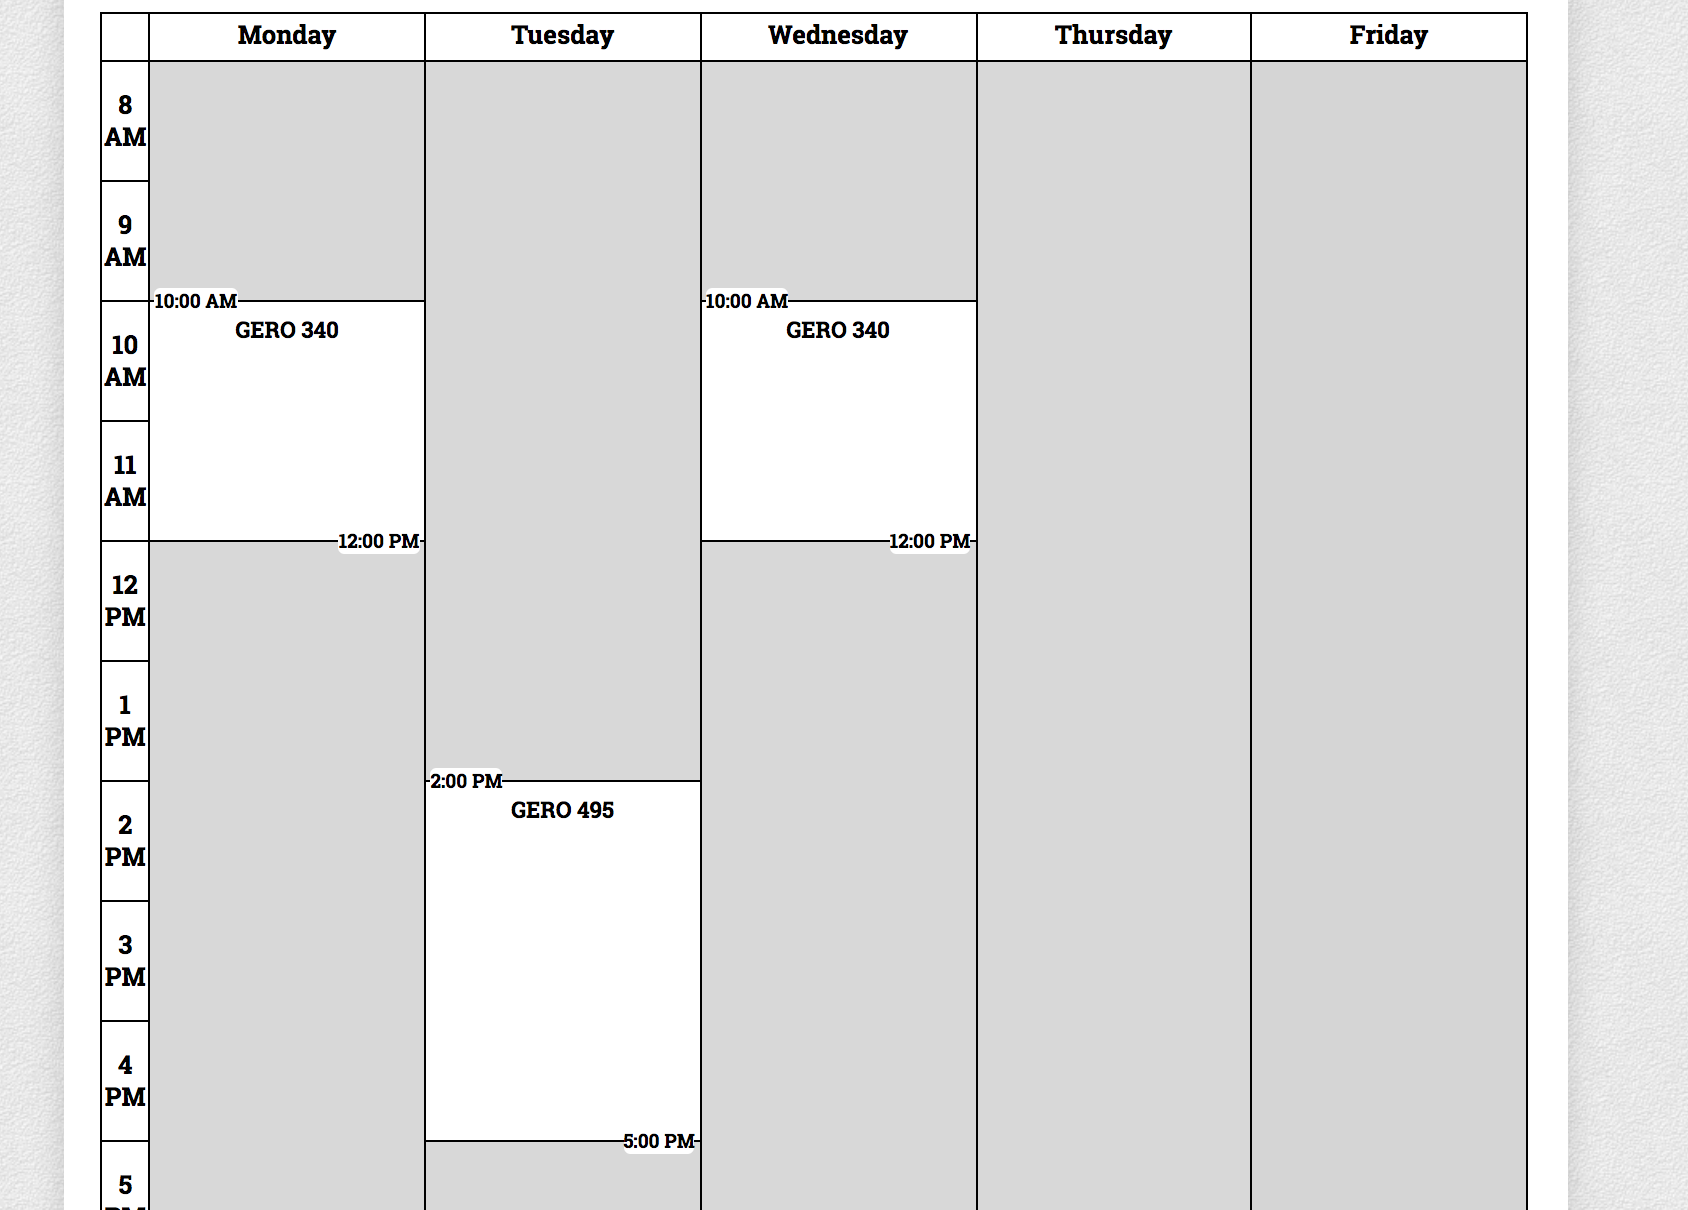 Monday Tuesday Wednesday Thursday Friday
8
AM
9
AM
10:00 AM 10:00 AM
GERO 340 GERO 340
10
AM
11
AM
12:00 PM 12:00 PM
12
PM
1
PM
2:00 PM
GERO 495
2
PM
3
PM
4
PM
5:00 PM
5
PM